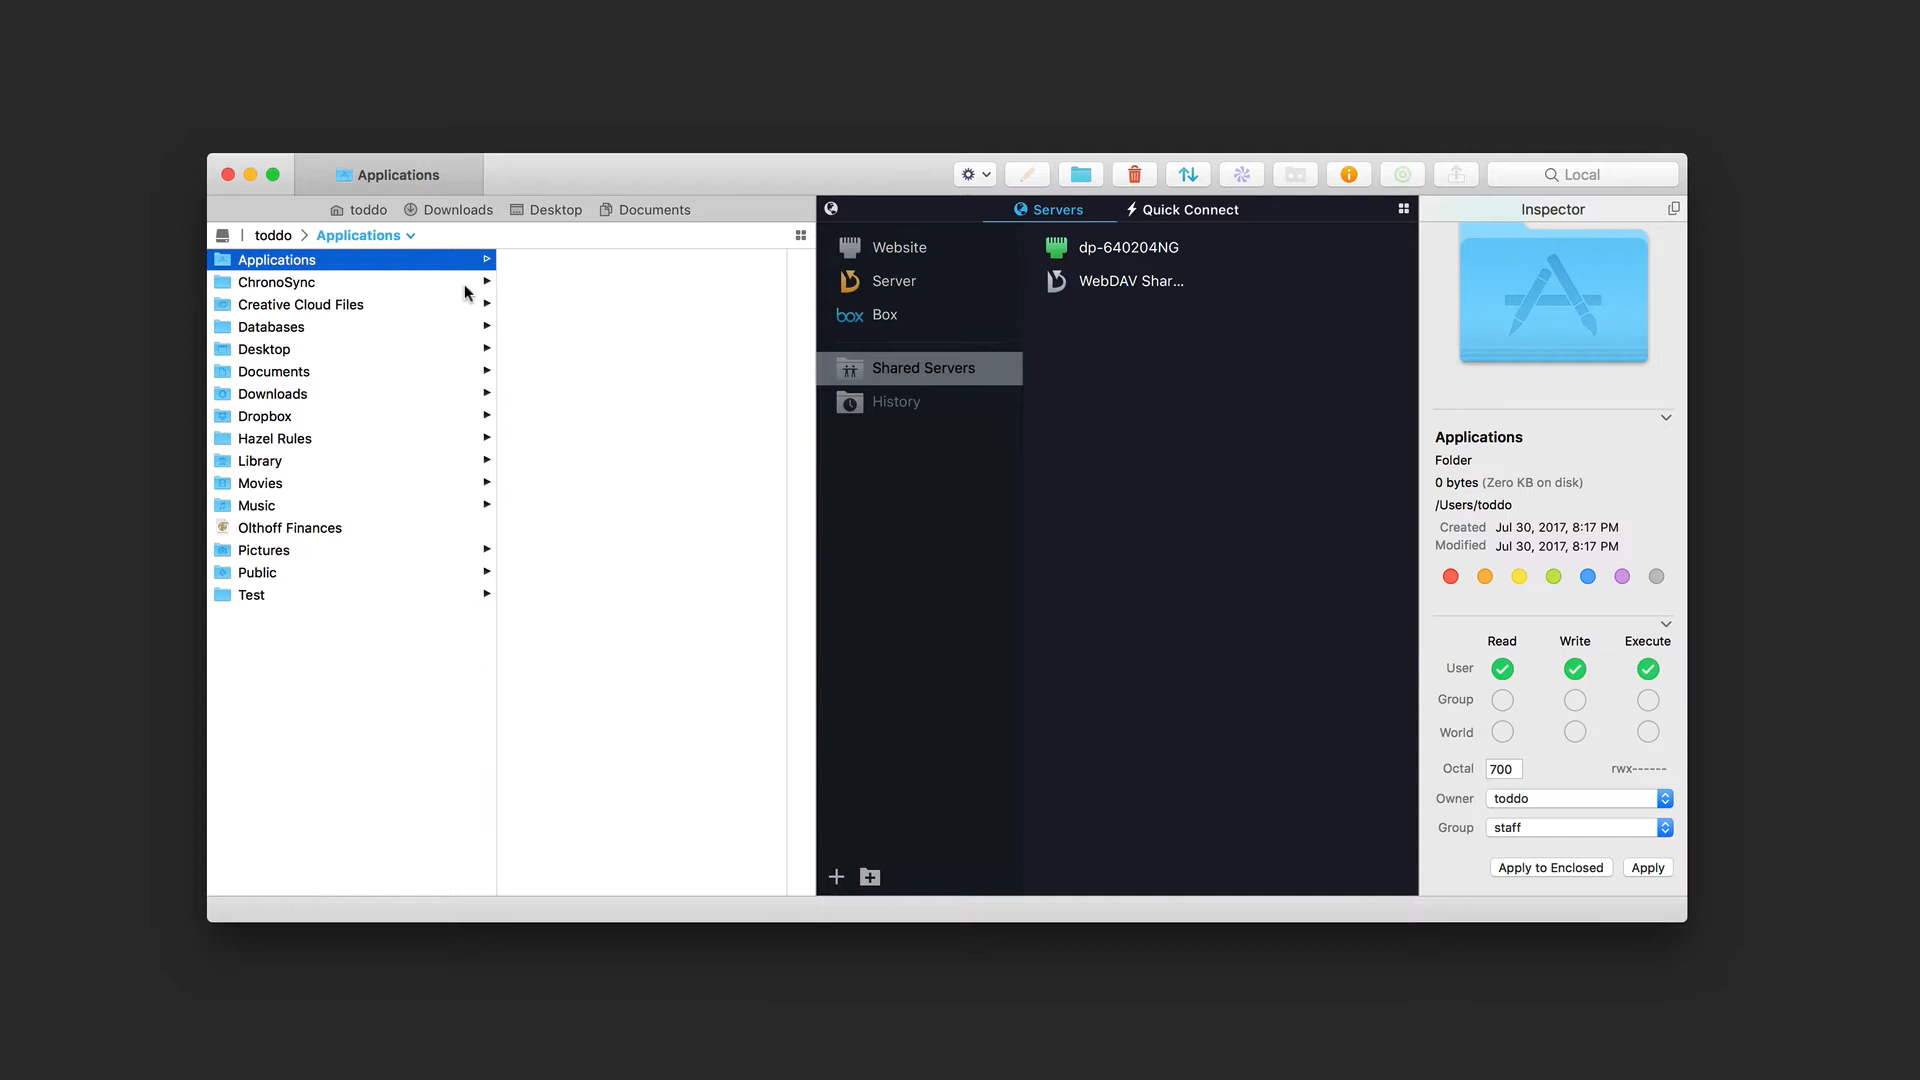 Applications
Local
toddo
Downloads
Desktop
Documents
Servers
Quick Connect
Inspector
toddo
Applications
Applications
ChronoSync
Creative Cloud Files
Databases
Desktop
Documents
Downloads
Dropbox
Hazel Rules
Library
Movies
Music
Olthoff Finances
Pictures
Public
Test
Website
Server
box Box
Shared Servers
History
dp-640204NG
WebDAV Shar...
Applications
Folder
0 bytes (Zero KB on disk)
/Users/toddo
Created Jul 30, 2017, 8:17 PM
Modified Jul 30, 2017, 8:17 PM
Read Write Execute
User
Group
World
Octal 700 rwx------
Owner toddo
Group staff
Apply to Enclosed Apply